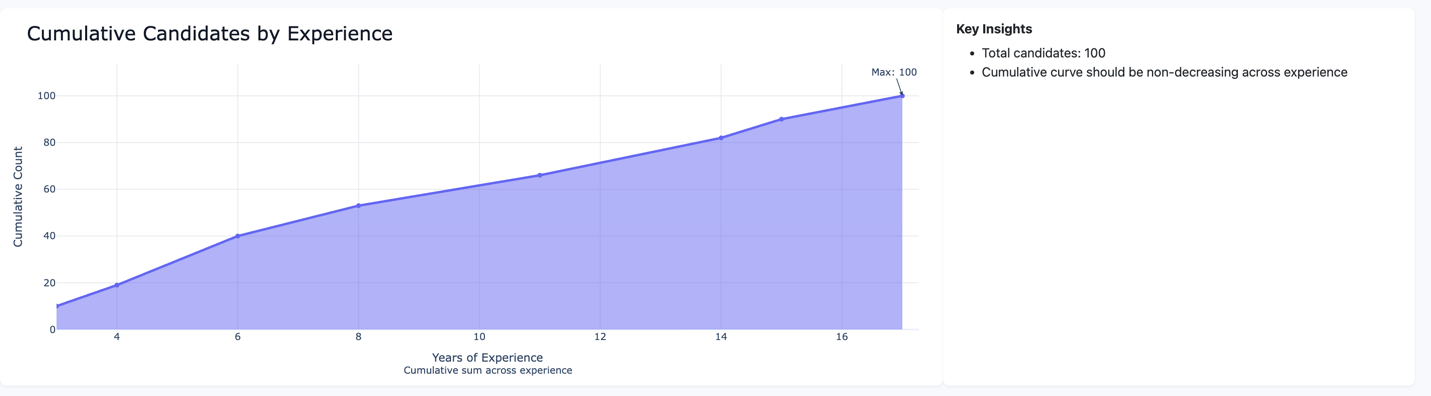 Cumulative Candidates by Experience
Max: 100
100
80
60
40
20
0
Cumulative Count
4 6 8 10 12 14 16
Years of Experience
Cumulative sum across experience
Key Insights
• Total candidates: 100
• Cumulative curve should be non-decreasing across experience